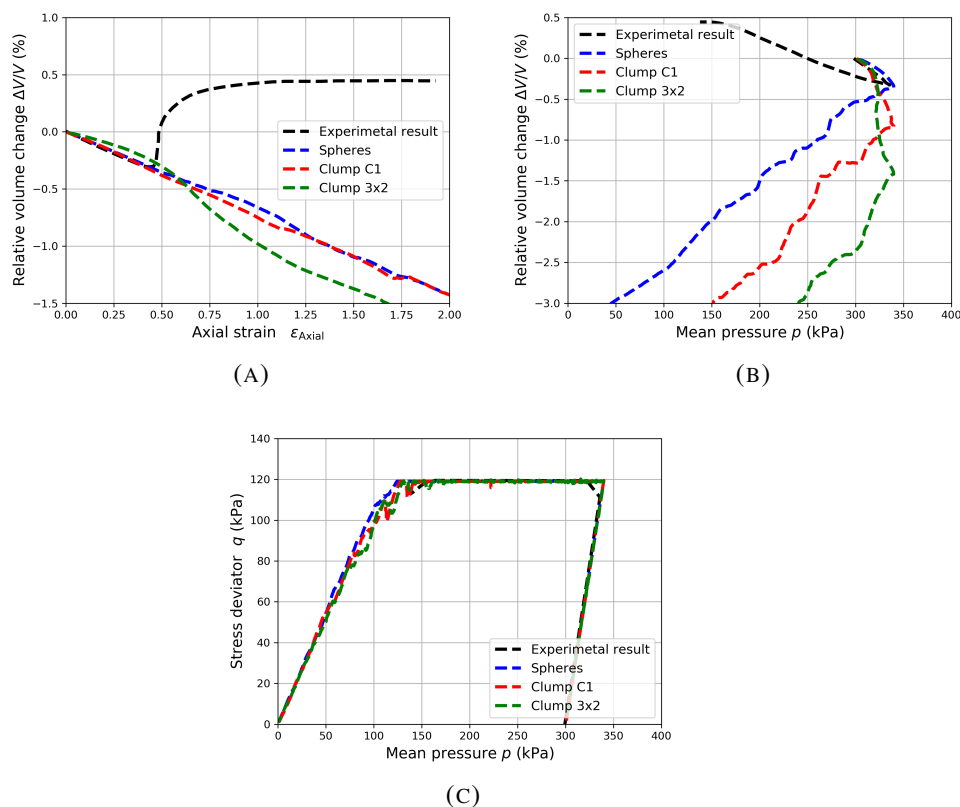 Relative volume change ΔV/V (%)
1.0
0.5
0.0
−0.5
−1.0
−1.5
0.00 0.25 0.50 0.75 1.00 1.25 1.50 1.75 2.00
Axial strain ε_Axial
Experimetal result
Spheres
Clump C1
Clump 3x2
(A)
Relative volume change ΔV/V (%)
0.5
0.0
−0.5
−1.0
−1.5
−2.0
−2.5
−3.0
0 50 100 150 200 250 300 350 400
Mean pressure p (kPa)
Experimetal result
Spheres
Clump C1
Clump 3x2
(B)
Stress deviator q (kPa)
140
120
100
80
60
40
20
0
0 50 100 150 200 250 300 350 400
Mean pressure p (kPa)
Experimetal result
Spheres
Clump C1
Clump 3x2
(C)